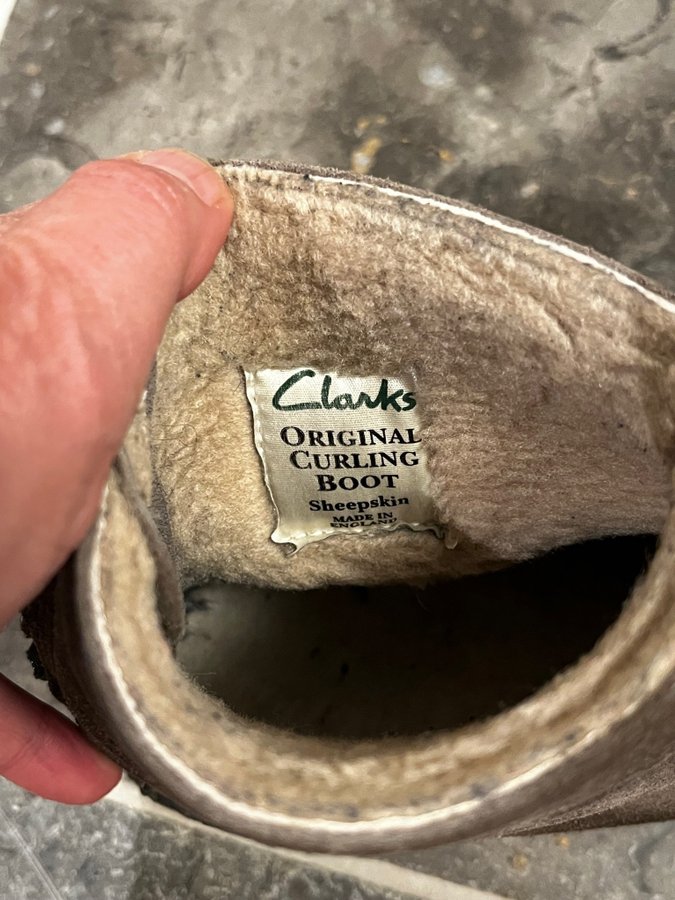 Clarks
ORIGINAL
CURLING
BOOT
Sheepskin
MADE IN
ENGLAND